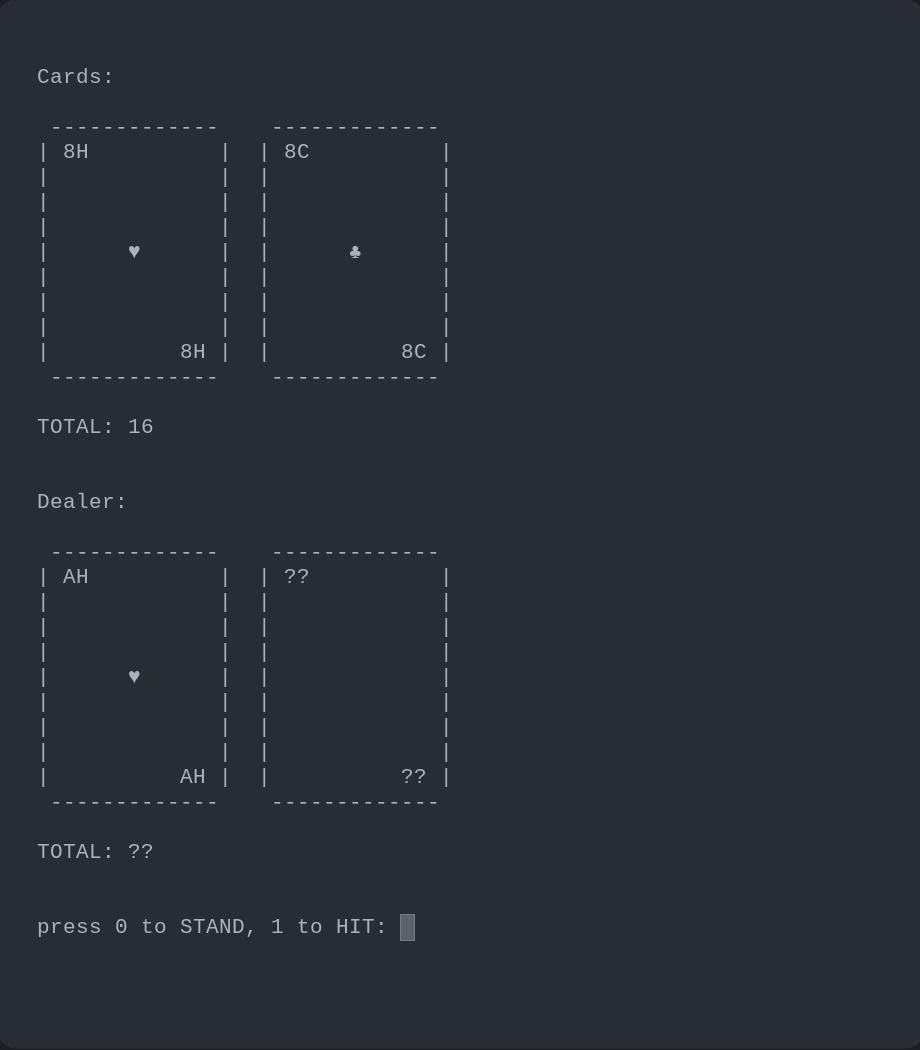 Cards:
 -------------    -------------
| 8H          |  | 8C          |
|             |  |             |
|             |  |             |
|             |  |             |
|      ♥      |  |      ♣      |
|             |  |             |
|             |  |             |
|             |  |             |
|          8H |  |          8C |
 -------------    -------------
TOTAL: 16
Dealer:
 -------------    -------------
| AH          |  | ??          |
|             |  |             |
|             |  |             |
|             |  |             |
|      ♥      |  |             |
|             |  |             |
|             |  |             |
|             |  |             |
|          AH |  |          ?? |
 -------------    -------------
TOTAL: ??
press 0 to STAND, 1 to HIT: